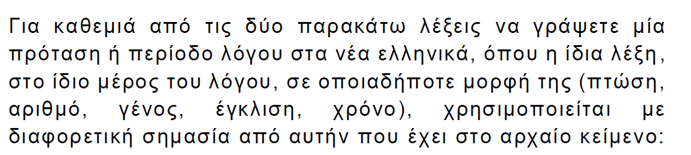 Για καθεμιά από τις δύο παρακάτω λέξεις να γράψετε μία
πρόταση ή περίοδο λόγου στα νέα ελληνικά, όπου η ίδια λέξη,
στο ίδιο μέρος του λόγου, σε οποιαδήποτε μορφή της (πτώση,
αριθμό, γένος, έγκλιση, χρόνο), χρησιμοποιείται με
διαφορετική σημασία από αυτήν που έχει στο αρχαίο κείμενο: